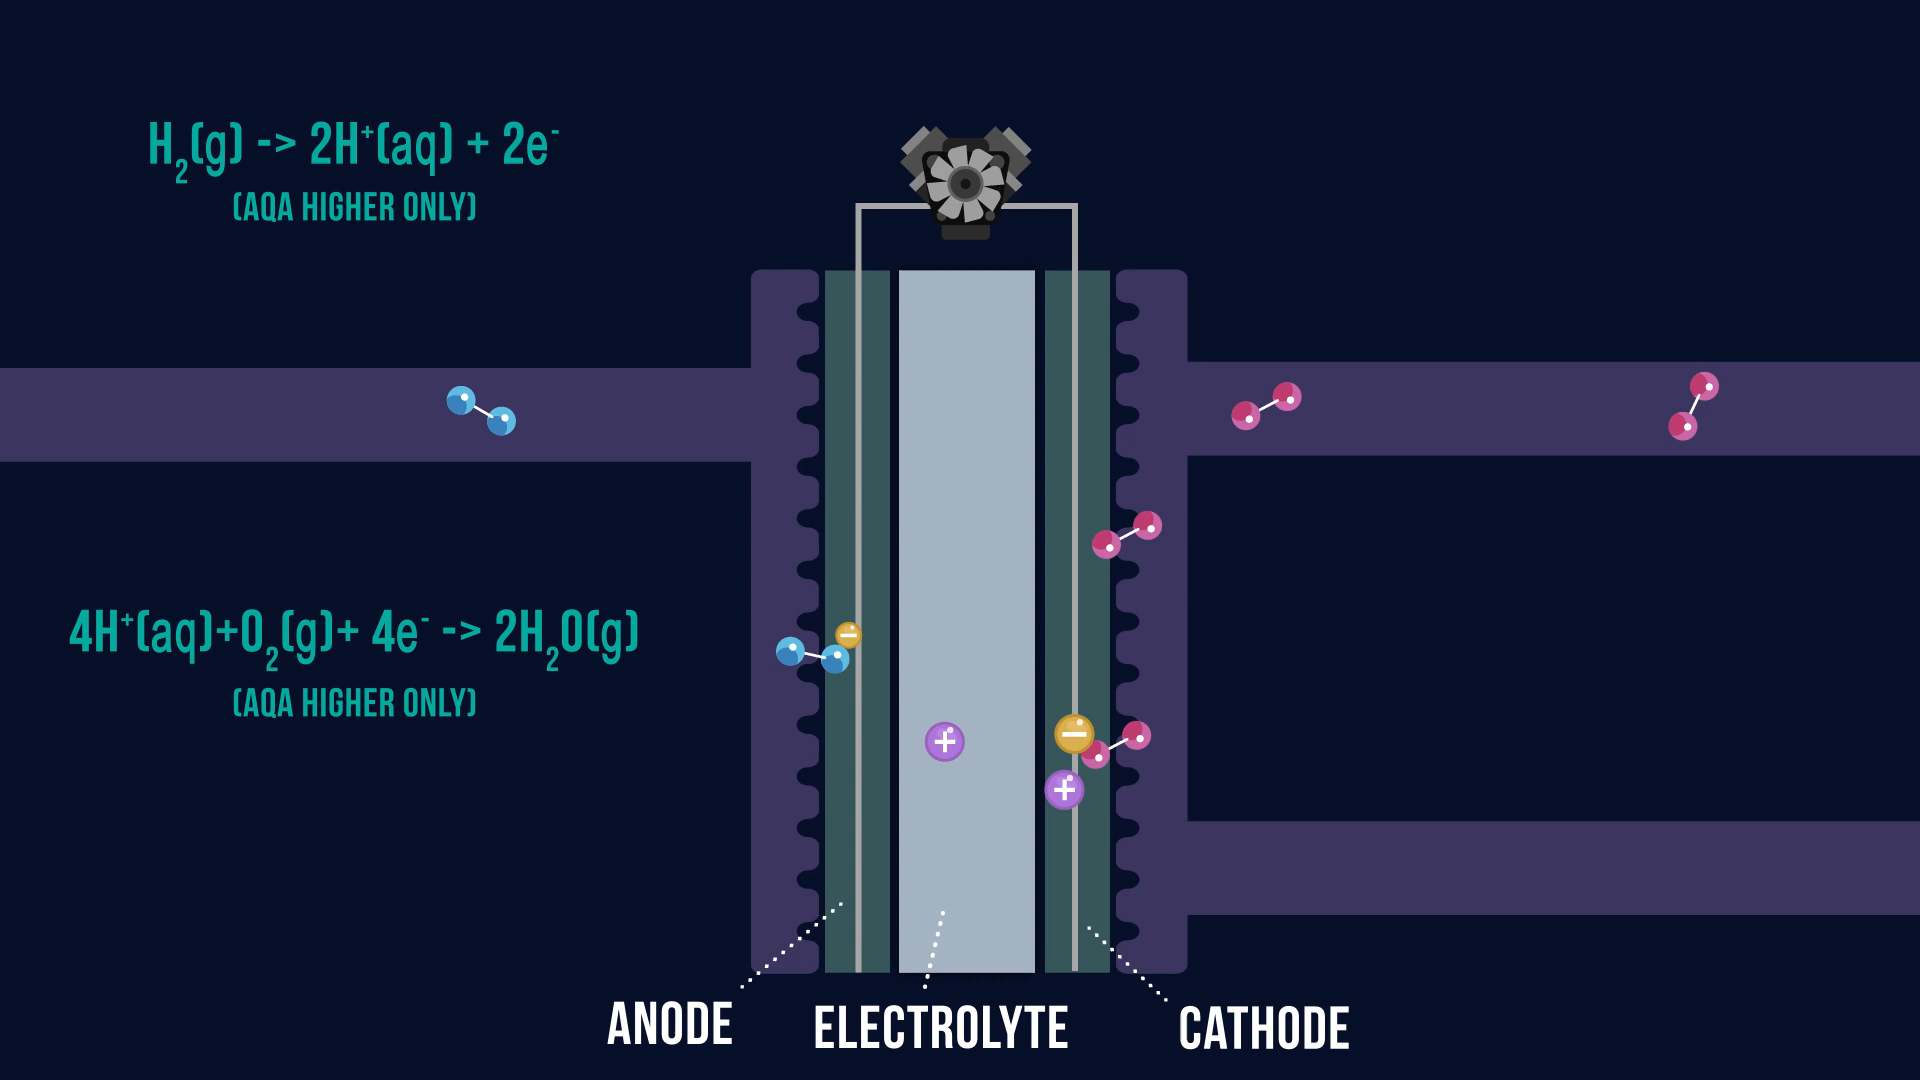 H₂(g) -> 2H⁺(aq) + 2e⁻
(AQA HIGHER ONLY)
4H⁺(aq)+O₂(g)+ 4e⁻ -> 2H₂O(g)
(AQA HIGHER ONLY)
ANODE ELECTROLYTE CATHODE